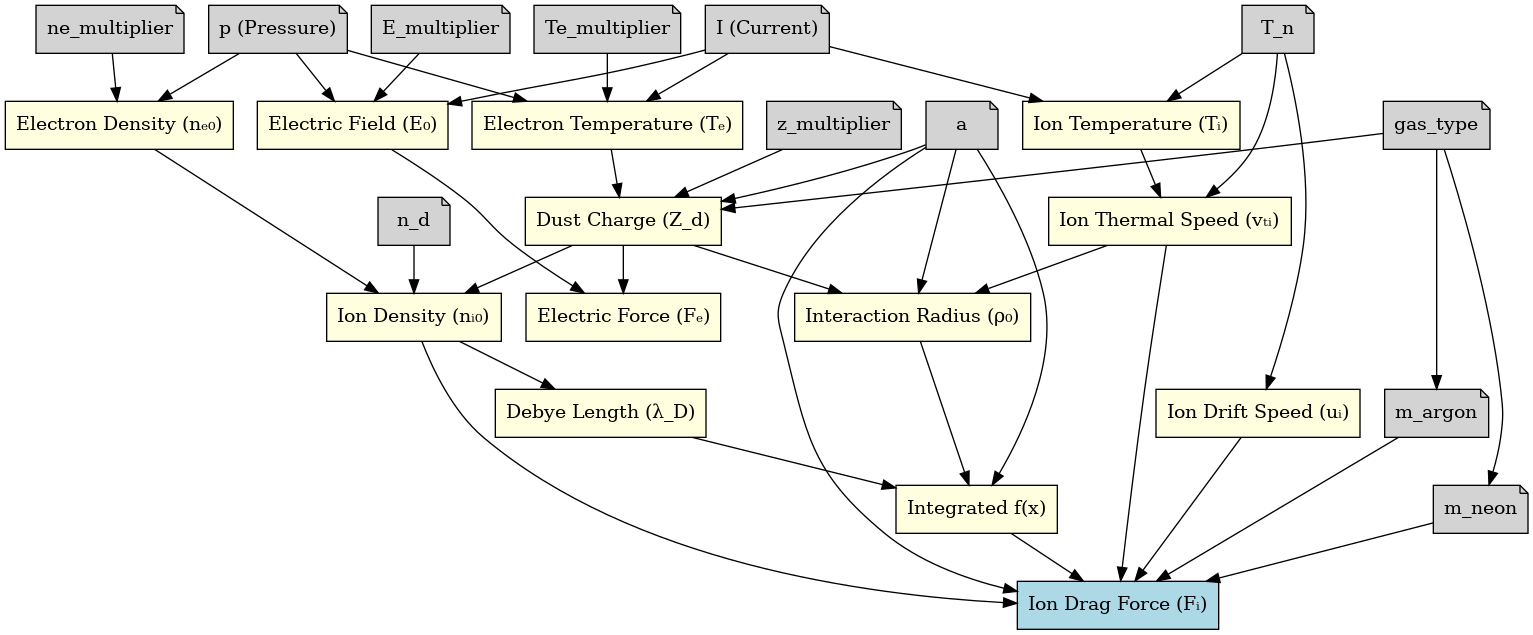 ne_multiplier
p (Pressure)
E_multiplier
Te_multiplier
I (Current)
T_n
Electron Density (nₑ₀)
Electric Field (E₀)
Electron Temperature (Tₑ)
z_multiplier
a
Ion Temperature (Tᵢ)
gas_type
n_d
Dust Charge (Z_d)
Ion Thermal Speed (vₜᵢ)
Ion Density (nᵢ₀)
Electric Force (Fₑ)
Interaction Radius (ρ₀)
Debye Length (λ_D)
Ion Drift Speed (uᵢ)
m_argon
Integrated f(x)
m_neon
Ion Drag Force (Fᵢ)